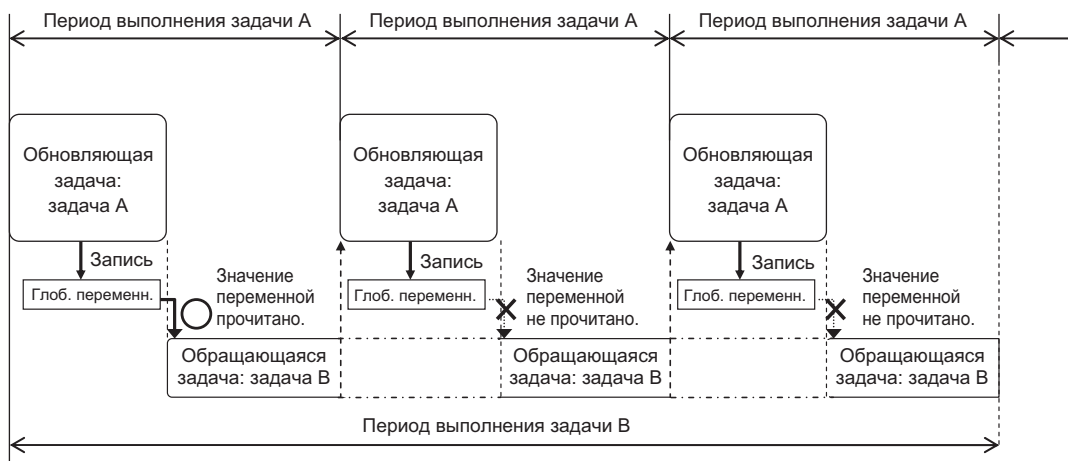 Период выполнения задачи A
Период выполнения задачи A
Период выполнения задачи A
Обновляющая
задача:
задача A
Обновляющая
задача:
задача A
Обновляющая
задача:
задача A
Запись
Глоб. переменн.
Значение
переменной
прочитано.
Запись
Глоб. переменн.
Значение
переменной
не прочитано.
Запись
Глоб. переменн.
Значение
переменной
не прочитано.
Обращающаяся
задача: задача B
Обращающаяся
задача: задача B
Обращающаяся
задача: задача B
Период выполнения задачи B